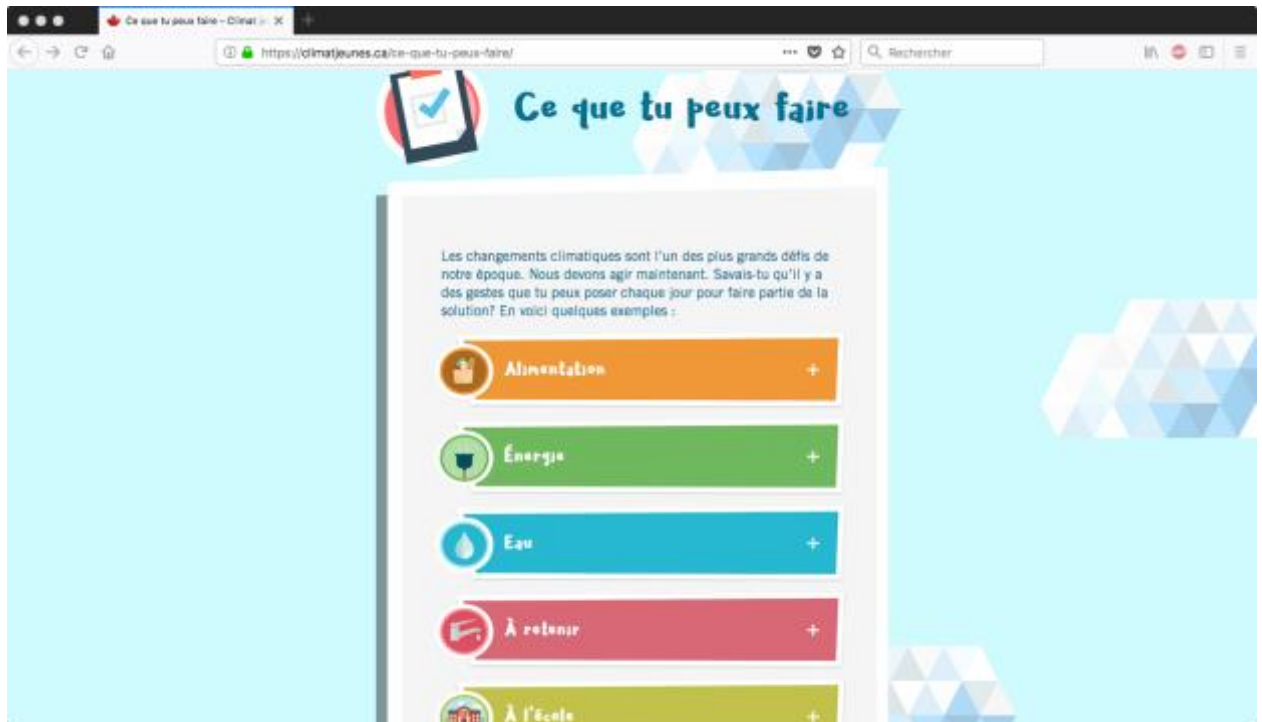 Ce que tu peux faire – Climat
https://climatjeunes.ca/ce-que-tu-peux-faire/
Rechercher
Ce que tu peux faire
Les changements climatiques sont l'un des plus grands défis de
notre époque. Nous devons agir maintenant. Savais-tu qu'il y a
des gestes que tu peux poser chaque jour pour faire partie de la
solution? En voici quelques exemples :
Alimentation
Énergie
Eau
À retenir
À l'école